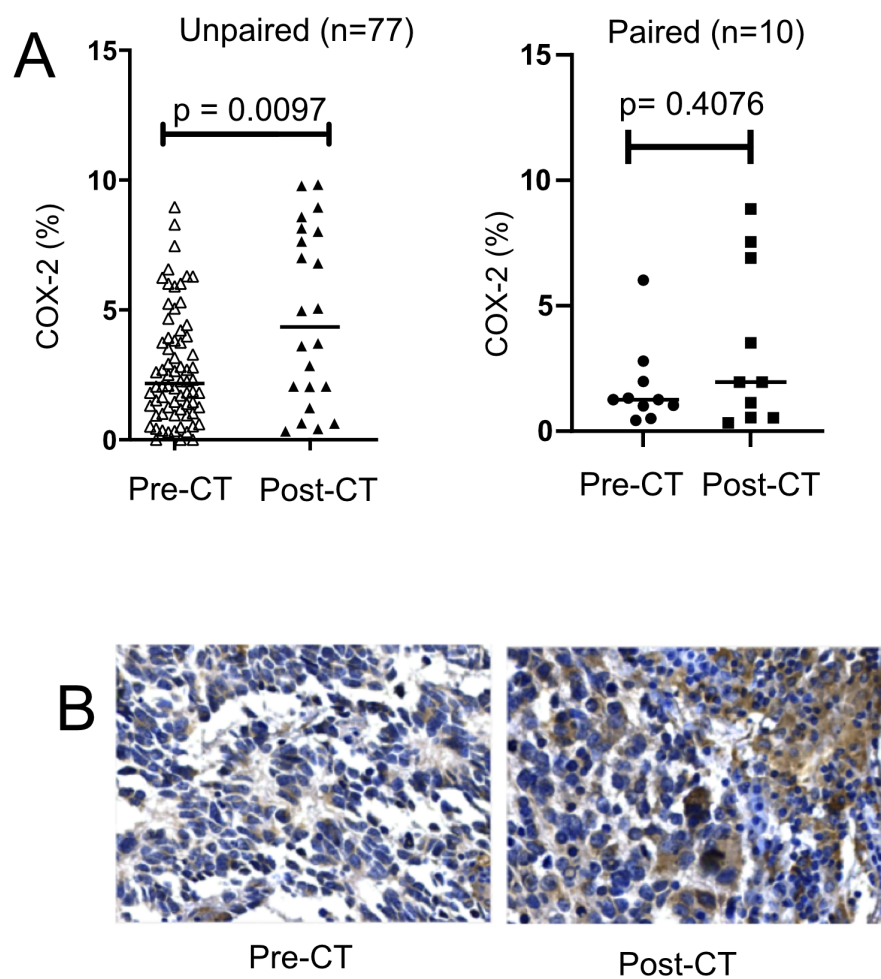 A
Unpaired (n=77)
p = 0.0097
15
10
5
0
COX-2 (%)
Pre-CT Post-CT
Paired (n=10)
p= 0.4076
15
10
5
0
COX-2 (%)
Pre-CT Post-CT
B
Pre-CT
Post-CT